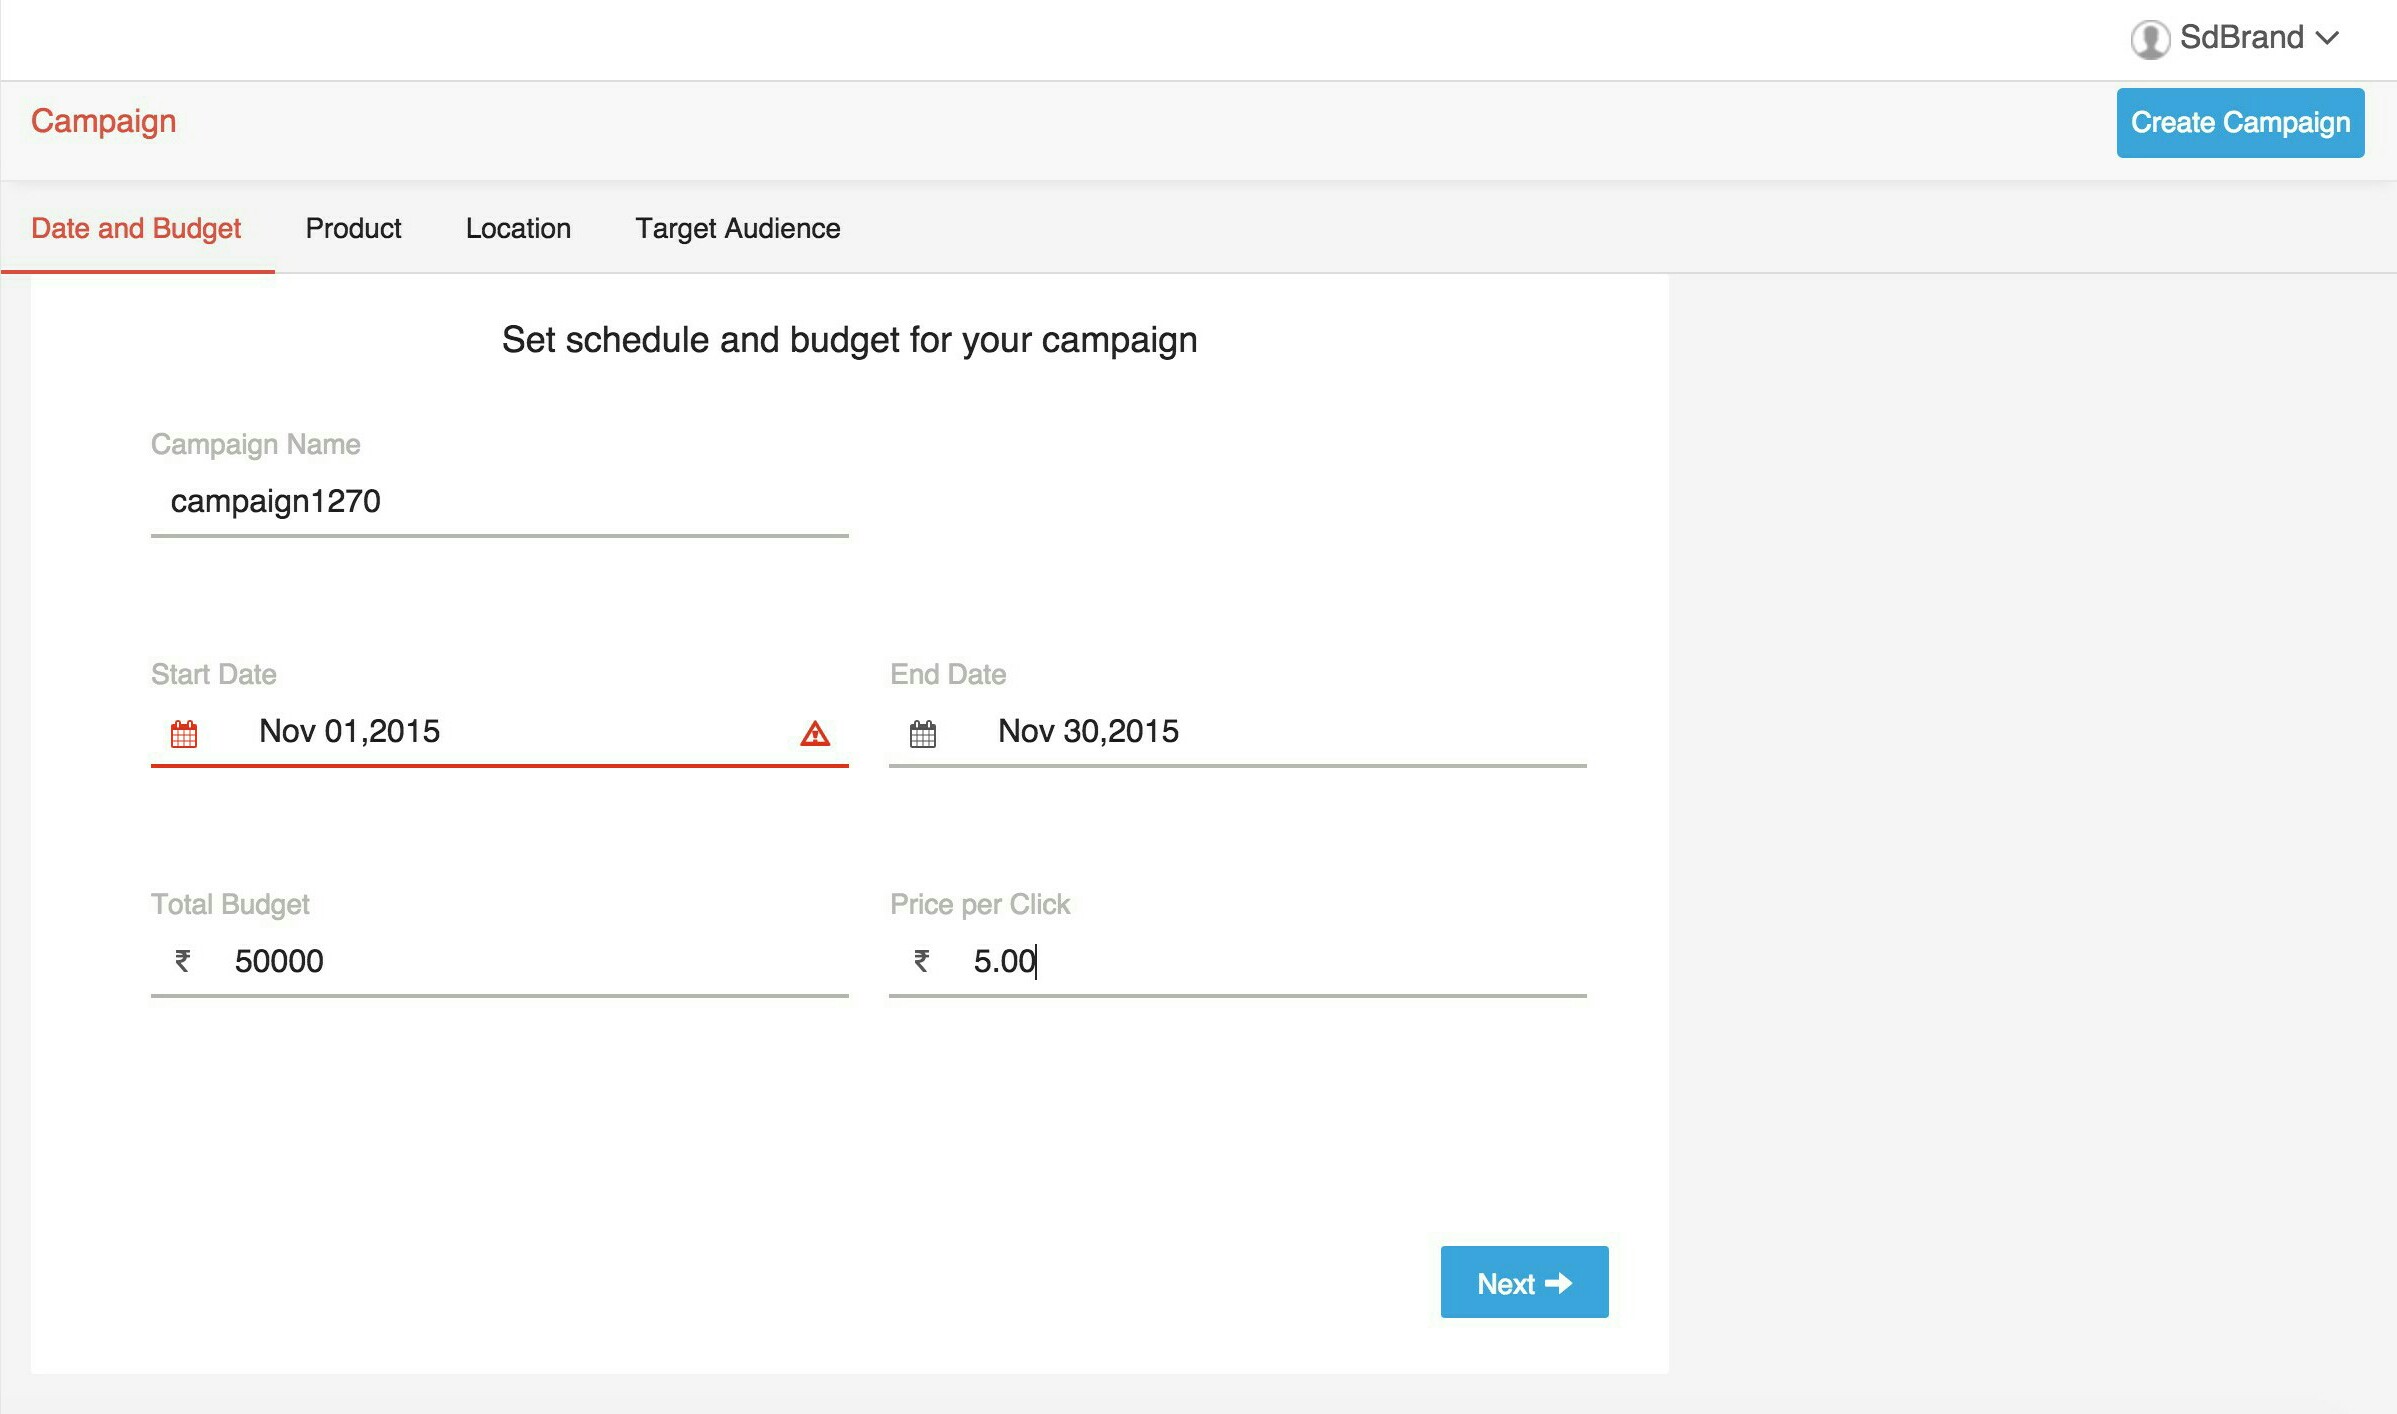 SdBrand
Campaign
Create Campaign
Date and Budget Product Location Target Audience
Set schedule and budget for your campaign
Campaign Name
campaign1270
Start Date End Date
Nov 01,2015 Nov 30,2015
Total Budget Price per Click
₹ 50000 ₹ 5.00
Next